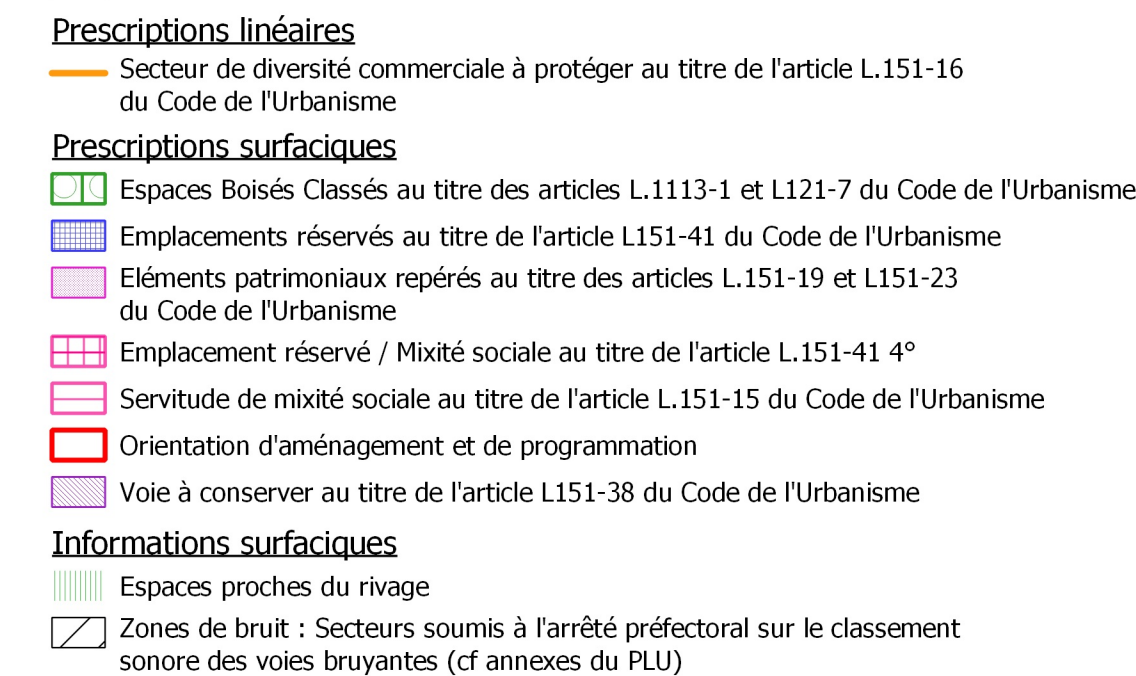 Prescriptions linéaires
Secteur de diversité commerciale à protéger au titre de l'article L.151-16
du Code de l'Urbanisme
Prescriptions surfaciques
Espaces Boisés Classés au titre des articles L.1113-1 et L121-7 du Code de l'Urbanisme
Emplacements réservés au titre de l'article L151-41 du Code de l'Urbanisme
Eléments patrimoniaux repérés au titre des articles L.151-19 et L151-23
du Code de l'Urbanisme
Emplacement réservé / Mixité sociale au titre de l'article L.151-41 4°
Servitude de mixité sociale au titre de l'article L.151-15 du Code de l'Urbanisme
Orientation d'aménagement et de programmation
Voie à conserver au titre de l'article L151-38 du Code de l'Urbanisme
Informations surfaciques
Espaces proches du rivage
Zones de bruit : Secteurs soumis à l'arrêté préfectoral sur le classement
sonore des voies bruyantes (cf annexes du PLU)